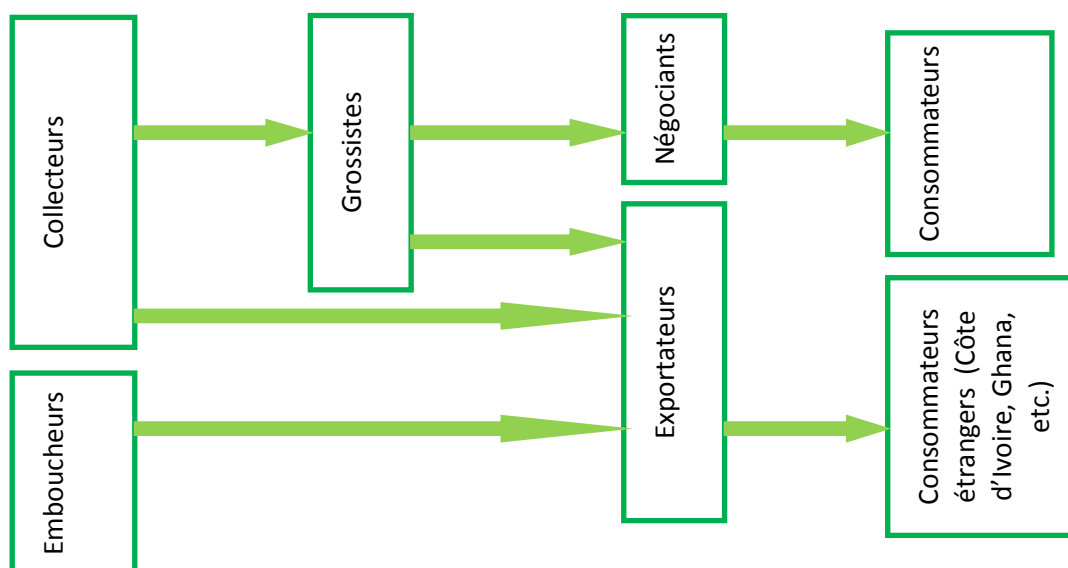 Collecteurs
Grossistes
Négociants
Consommateurs
Emboucheurs
Exportateurs
Consommateurs
étrangers (Côte
d'Ivoire, Ghana,
etc.)